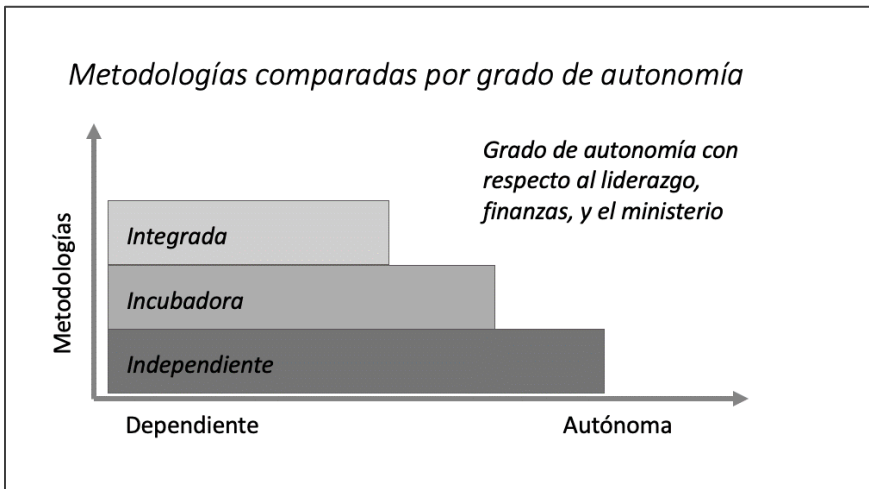 Metodologías comparadas por grado de autonomía
Grado de autonomía con
respecto al liderazgo,
finanzas, y el ministerio
Metodologías
Integrada
Incubadora
Independiente
Dependiente
Autónoma